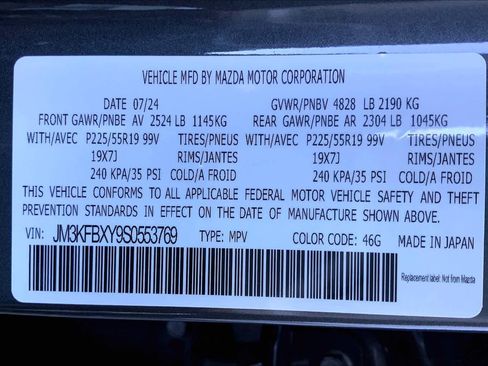 VEHICLE MFD BY MAZDA MOTOR CORPORATION
DATE 07/24 GVWR/PNBV 4828 LB 2190 KG
FRONT GAWR/PNBE AV 2524 LB 1145KG REAR GAWR/PNBE AR 2304 LB 1045KG
WITH/AVEC P225/55R19 99V TIRES/PNEUS WITH/AVEC P225/55R19 99V TIRES/PNEUS
19X7J RIMS/JANTES 19X7J RIMS/JANTES
240 KPA/35 PSI COLD/A FROID 240 KPA/35 PSI COLD/A FROID
THIS VEHICLE CONFORMS TO ALL APPLICABLE FEDERAL MOTOR VEHICLE SAFETY AND THEFT
PREVENTION STANDARDS IN EFFECT ON THE DATE OF MANUFACTURE SHOWN ABOVE.
VIN: JM3KFBXY9S0553769 TYPE: MPV COLOR CODE: 46G MADE IN JAPAN
Replacement label: Not from Mazda